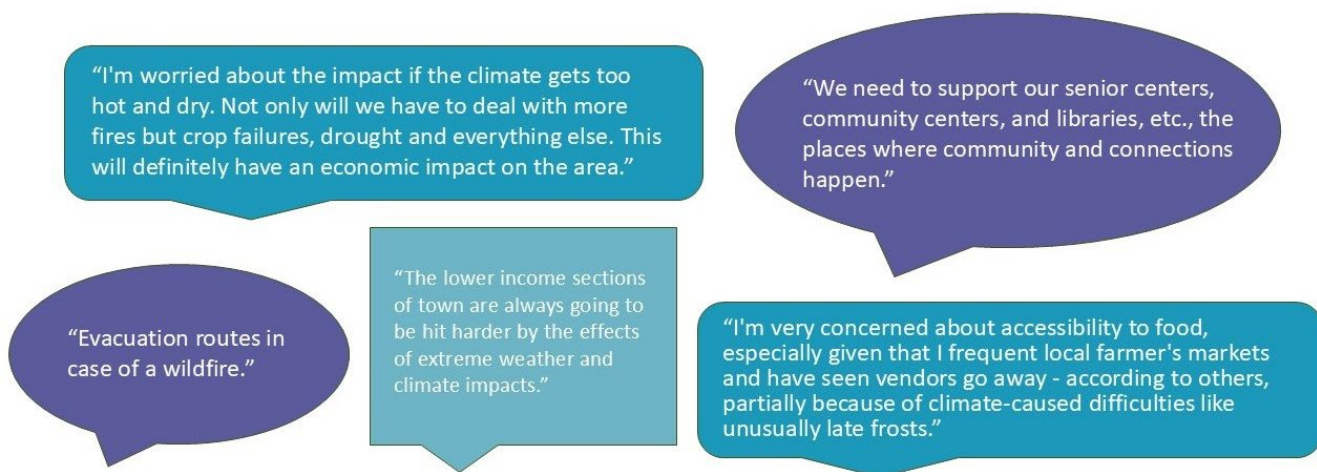 “I'm worried about the impact if the climate gets too
hot and dry. Not only will we have to deal with more
fires but crop failures, drought and everything else. This
will definitely have an economic impact on the area.”
“We need to support our senior centers,
community centers, and libraries, etc., the
places where community and connections
happen.”
“Evacuation routes in
case of a wildfire.”
“The lower income sections
of town are always going to
be hit harder by the effects
of extreme weather and
climate impacts.”
“I'm very concerned about accessibility to food,
especially given that I frequent local farmer's markets
and have seen vendors go away - according to others,
partially because of climate-caused difficulties like
unusually late frosts.”